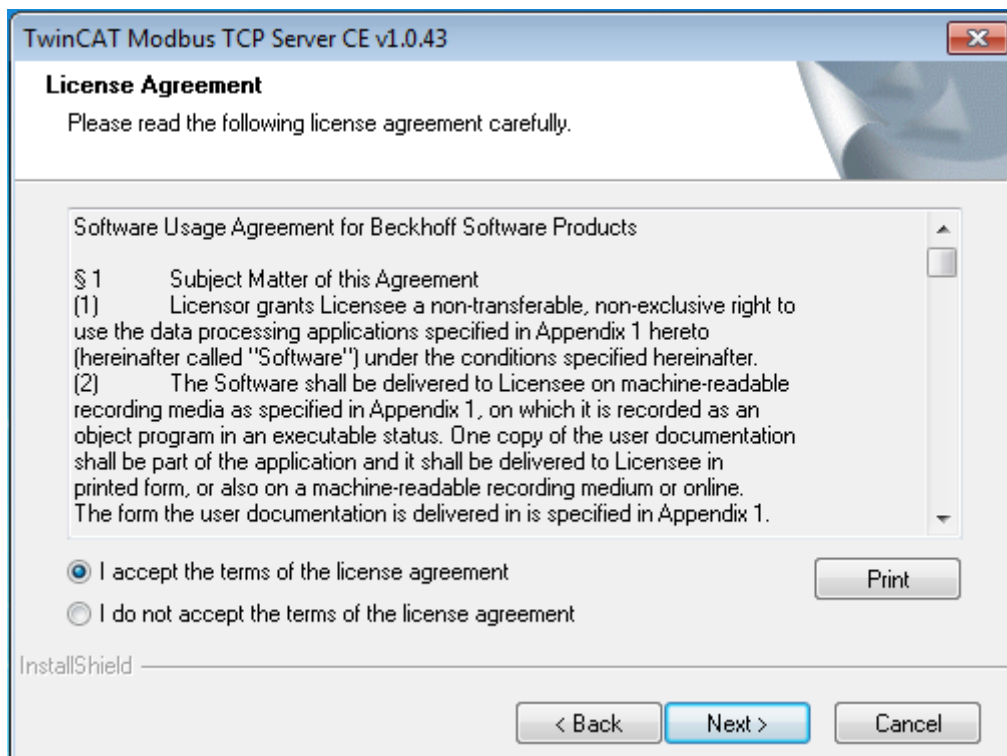 TwinCAT Modbus TCP Server CE v1.0.43
License Agreement
Please read the following license agreement carefully.
Software Usage Agreement for Beckhoff Software Products
§ 1 Subject Matter of this Agreement
(1) Licensor grants Licensee a non-transferable, non-exclusive right to
use the data processing applications specified in Appendix 1 hereto
(hereinafter called "Software") under the conditions specified hereinafter.
(2) The Software shall be delivered to Licensee on machine-readable
recording media as specified in Appendix 1, on which it is recorded as an
object program in an executable status. One copy of the user documentation
shall be part of the application and it shall be delivered to Licensee in
printed form, or also on a machine-readable recording medium or online.
The form the user documentation is delivered in is specified in Appendix 1.
I accept the terms of the license agreement
Print
I do not accept the terms of the license agreement
InstallShield
< Back Next > Cancel